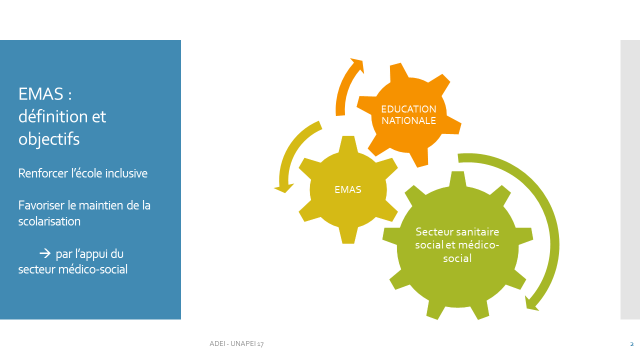 EMAS :
définition et
objectifs
Renforcer l'école inclusive
Favoriser le maintien de la
scolarisation
→ par l'appui du
secteur médico-social
EDUCATION
NATIONALE
EMAS
Secteur sanitaire
social et médico-
social
ADEI - UNAPEI 17
2